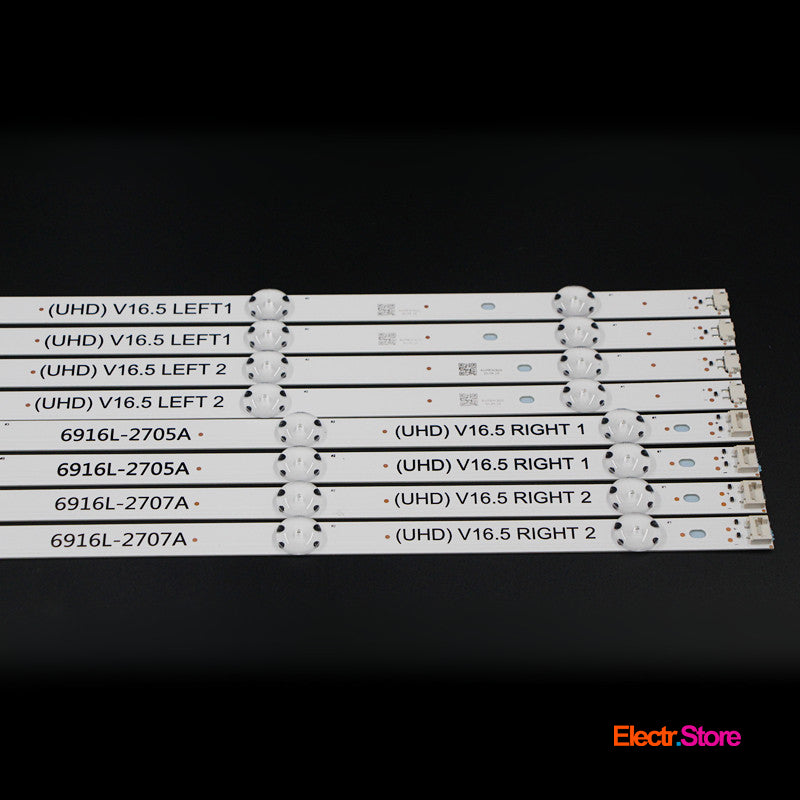 (UHD) V16.5 LEFT1
(UHD) V16.5 LEFT1
(UHD) V16.5 LEFT 2
(UHD) V16.5 LEFT 2
6916L-2705A (UHD) V16.5 RIGHT 1
6916L-2705A (UHD) V16.5 RIGHT 1
6916L-2707A (UHD) V16.5 RIGHT 2
6916L-2707A (UHD) V16.5 RIGHT 2
Electr.Store